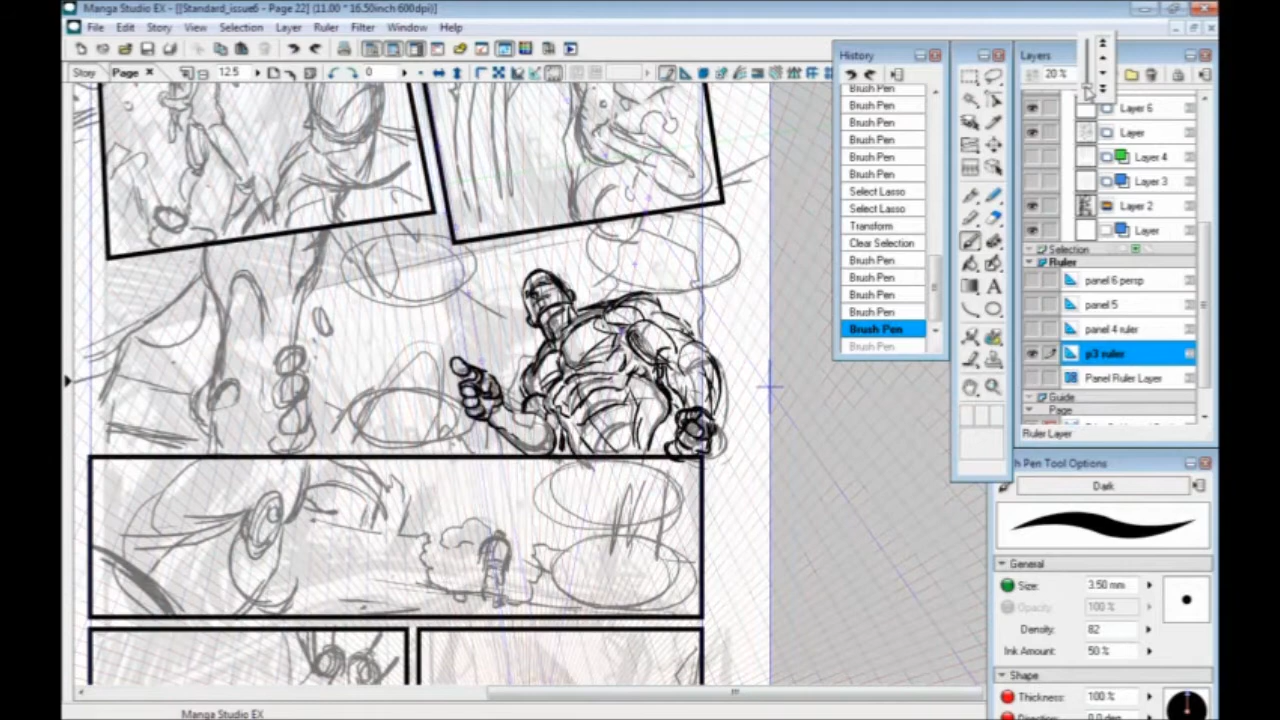 Manga Studio EX - [[Standard_issue6 - Page 22] (11.00 * 16.50inch 600dpi)]
File Edit Story View Selection Layer Ruler Filter Window Help
Story Page 12.5 0
History
Brush Pen
Brush Pen
Brush Pen
Brush Pen
Brush Pen
Brush Pen
Select Lasso
Select Lasso
Transform
Clear Selection
Brush Pen
Brush Pen
Brush Pen
Brush Pen
Brush Pen
Brush Pen
Layers
20 %
Layer 6
Layer
Layer 4
Layer 3
Layer 2
Layer
Selection
Ruler
panel 6 persp
panel 5
panel 4 ruler
p3 ruler
Panel Ruler Layer
Guide
Page
Ruler Layer
Pen Tool Options
Dark
General
Size: 3.50 mm
Opacity: 100 %
Density: 82
Ink Amount: 50 %
Shape
Thickness: 100 %
Direction: 0.0 deg
Manga Studio EX